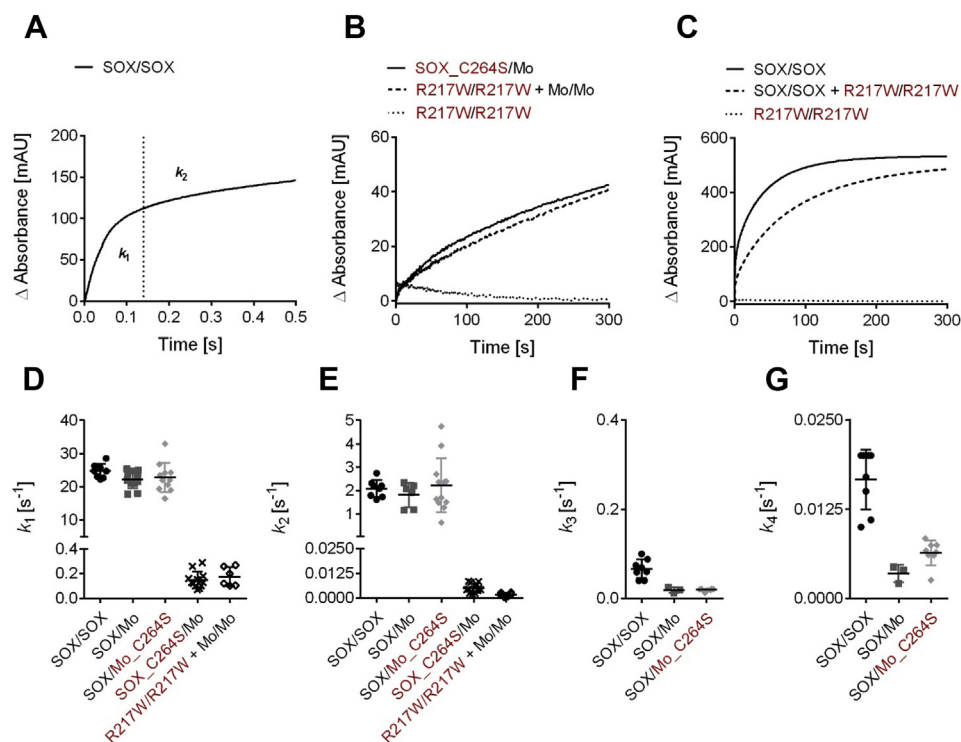 A
SOX/SOX
Δ Absorbance [mAU]
200
150
100
50
0
k1
k2
0.0 0.1 0.2 0.3 0.4 0.5
Time [s]
B
SOX_C264S/Mo
R217W/R217W + Mo/Mo
R217W/R217W
Δ Absorbance [mAU]
60
40
20
0
0 100 200 300
Time [s]
C
SOX/SOX
SOX/SOX + R217W/R217W
R217W/R217W
Δ Absorbance [mAU]
600
400
200
0
0 100 200 300
Time [s]
D
k1 [s-1]
40
30
20
10
0.4
0.2
0.0
SOX/SOX
SOX/Mo
SOX/Mo_C264S
SOX_C264S/Mo
R217W/R217W + Mo/Mo
E
k2 [s-1]
5
4
3
2
1
0.0250
0.0125
0.0000
SOX/SOX
SOX/Mo
SOX/Mo_C264S
SOX_C264S/Mo
R217W/R217W + Mo/Mo
F
k3 [s-1]
0.4
0.2
0.0
SOX/SOX
SOX/Mo
SOX/Mo_C264S
G
k4 [s-1]
0.0250
0.0125
0.0000
SOX/SOX
SOX/Mo
SOX/Mo_C264S